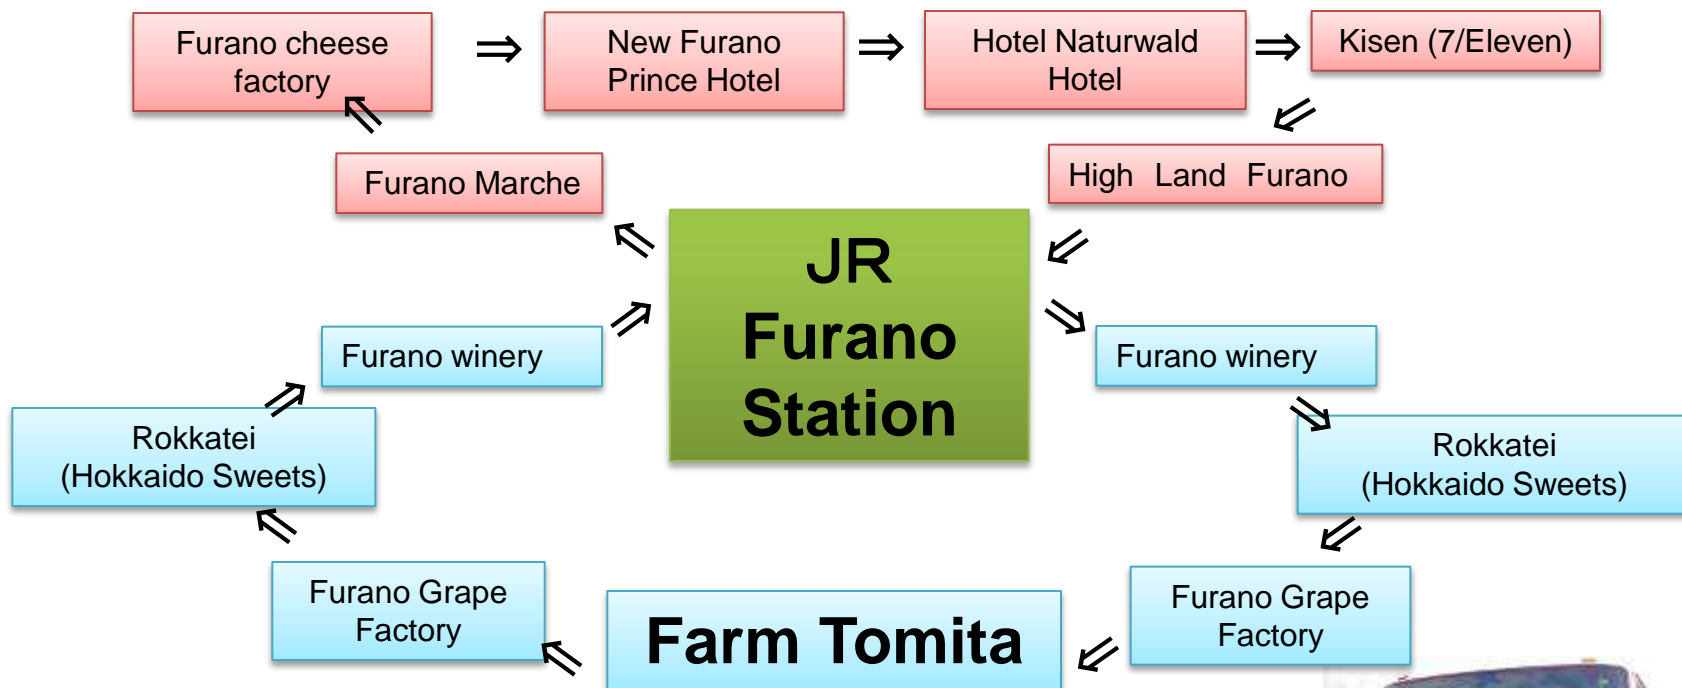 Furano cheese
factory
New Furano
Prince Hotel
Hotel Naturwald
Hotel
Kisen (7/Eleven)
Furano Marche
High Land Furano
JR
Furano
Station
Furano winery
Furano winery
Rokkatei
(Hokkaido Sweets)
Rokkatei
(Hokkaido Sweets)
Furano Grape
Factory
Farm Tomita
Furano Grape
Factory